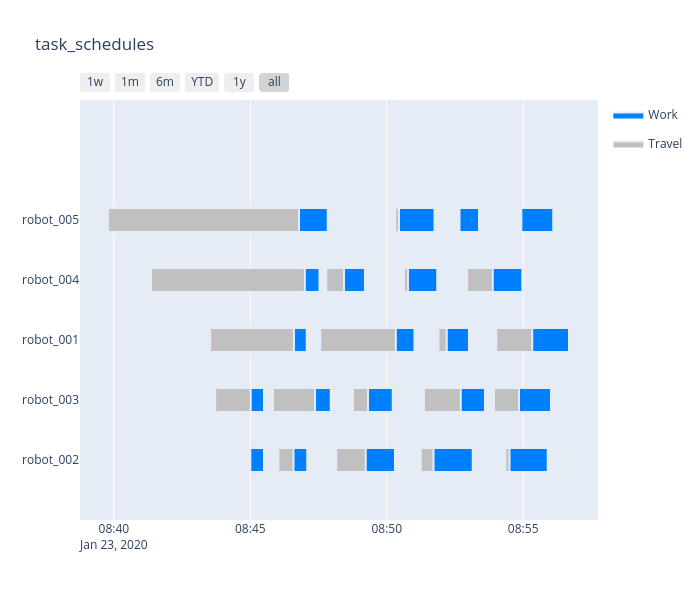 task_schedules
1w 1m 6m YTD 1y all
Work
Travel
robot_005
robot_004
robot_001
robot_003
robot_002
08:40 08:45 08:50 08:55
Jan 23, 2020